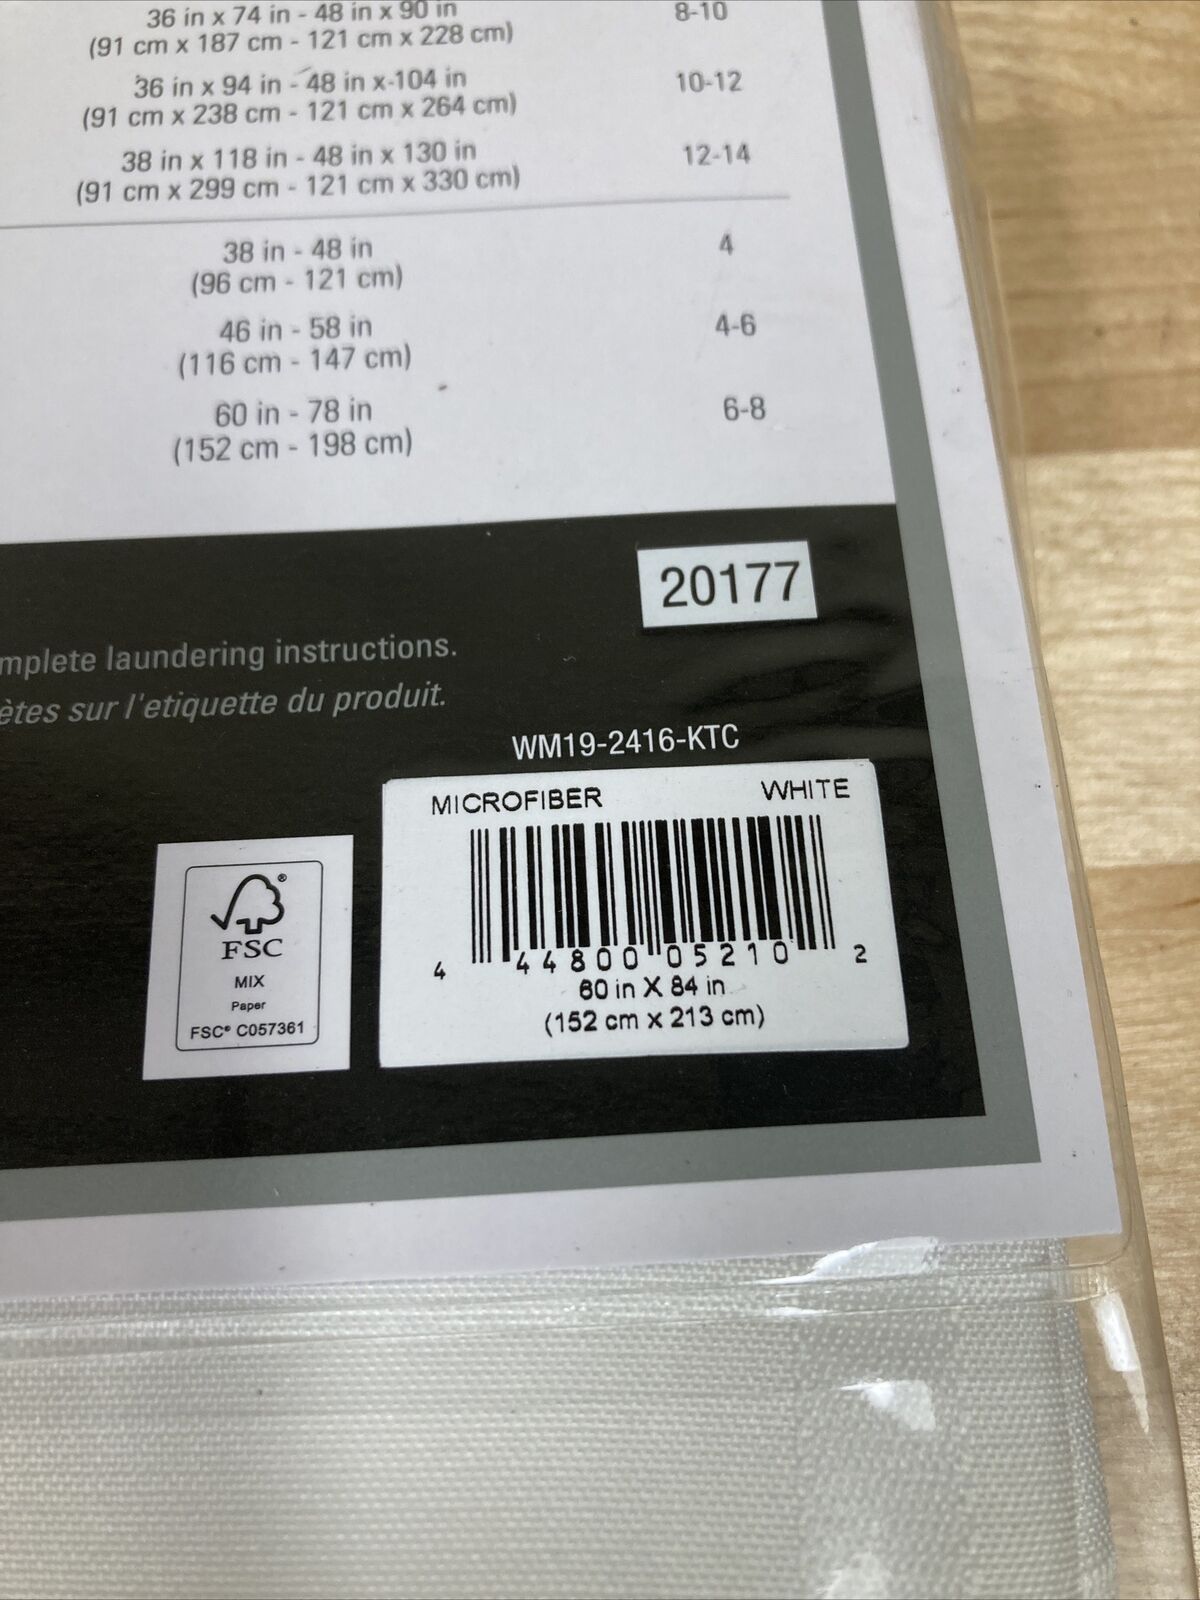 36 in x 74 in - 48 in x 90 in 8-10
(91 cm x 187 cm - 121 cm x 228 cm)
36 in x 94 in - 48 in x 104 in 10-12
(91 cm x 238 cm - 121 cm x 264 cm)
38 in x 118 in - 48 in x 130 in 12-14
(91 cm x 299 cm - 121 cm x 330 cm)
38 in - 48 in 4
(96 cm - 121 cm)
46 in - 58 in 4-6
(116 cm - 147 cm)
60 in - 78 in 6-8
(152 cm - 198 cm)
20177
mplete laundering instructions.
ètes sur l'etiquette du produit.
WM19-2416-KTC
MICROFIBER WHITE
4 44800 05210 2
60 in X 84 in
(152 cm x 213 cm)
®
FSC
MIX
Paper
FSC® C057361